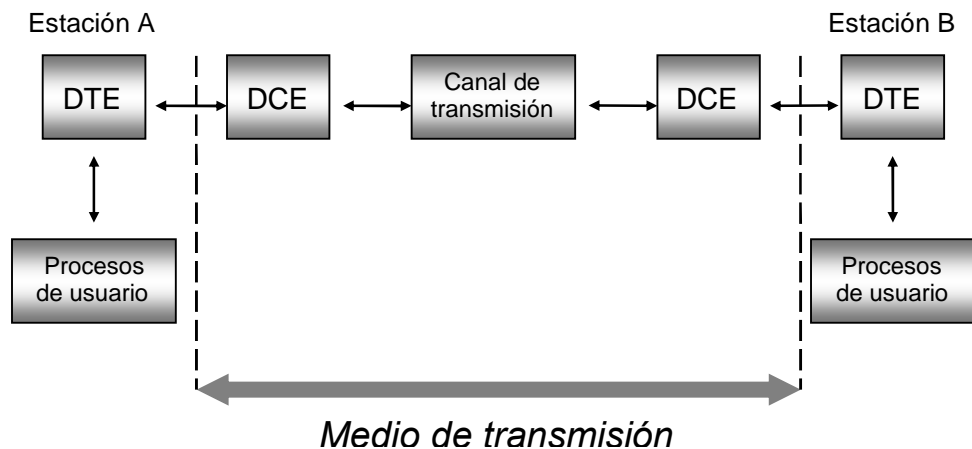 Estación A
Estación B
DTE
DCE
Canal de
transmisión
DCE
DTE
Procesos
de usuario
Procesos
de usuario
Medio de transmisión